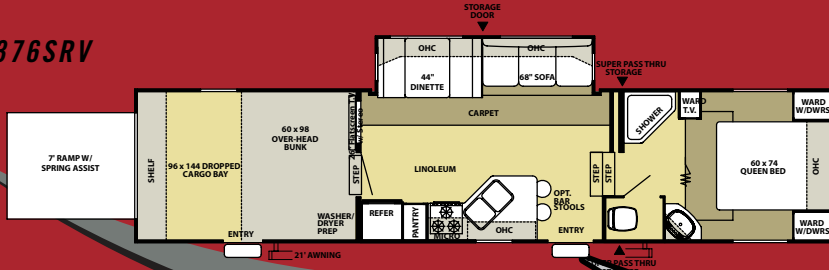 376SRV
STORAGE
DOOR
OHC
OHC
44"
DINETTE
68" SOFA
SUPER PASS THRU
STORAGE
7' RAMP W/
SPRING ASSIST
SHELF
96 x 144 DROPPED
CARGO BAY
60 x 98
OVER-HEAD
BUNK
CARPET
LINOLEUM
STEP
STEP
STEP
SHOWER
WARD
T.V.
WARD
W/DWRS
60 x 74
QUEEN BED
OHC
WARD
W/DWRS
OPT.
BAR
STOOLS
WASHER/
DRYER
PREP
REFER
PANTRY
MICRO
OHC
ENTRY
ENTRY
21' AWNING
PASS THRU